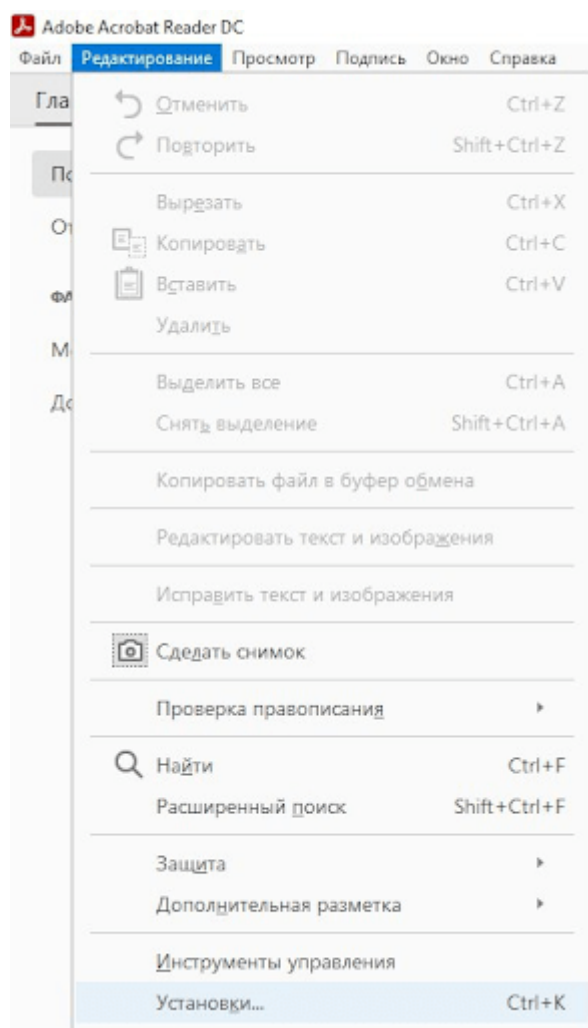 Adobe Acrobat Reader DC
Файл Редактирование Просмотр Подпись Окно Справка
Отменить Ctrl+Z
Повторить Shift+Ctrl+Z
Вырезать Ctrl+X
Копировать Ctrl+C
Вставить Ctrl+V
Удалить
Выделить все Ctrl+A
Снять выделение Shift+Ctrl+A
Копировать файл в буфер обмена
Редактировать текст и изображения
Исправить текст и изображения
Сделать снимок
Проверка правописания
Найти Ctrl+F
Расширенный поиск Shift+Ctrl+F
Защита
Дополнительная разметка
Инструменты управления
Установки... Ctrl+K